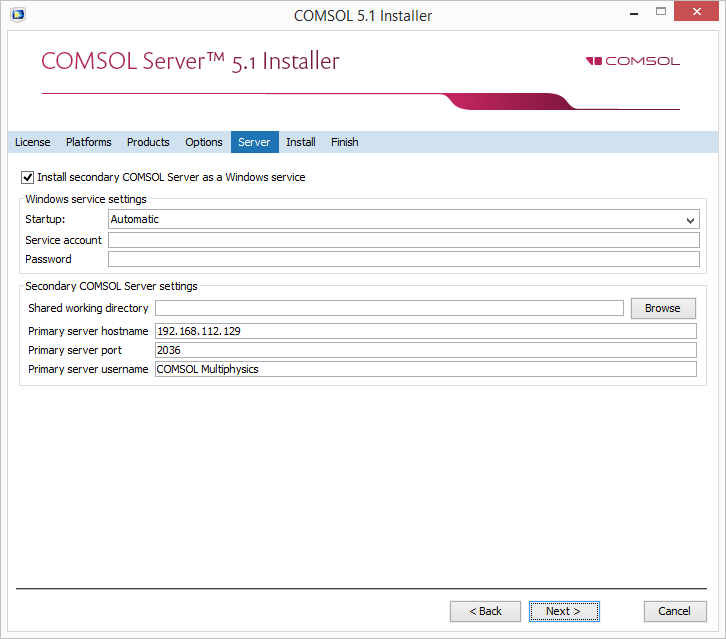 COMSOL 5.1 Installer
COMSOL Server™ 5.1 Installer
COMSOL
License Platforms Products Options Server Install Finish
Install secondary COMSOL Server as a Windows service
Windows service settings
Startup: Automatic
Service account
Password
Secondary COMSOL Server settings
Shared working directory Browse
Primary server hostname 192.168.112.129
Primary server port 2036
Primary server username COMSOL Multiphysics
< Back Next > Cancel